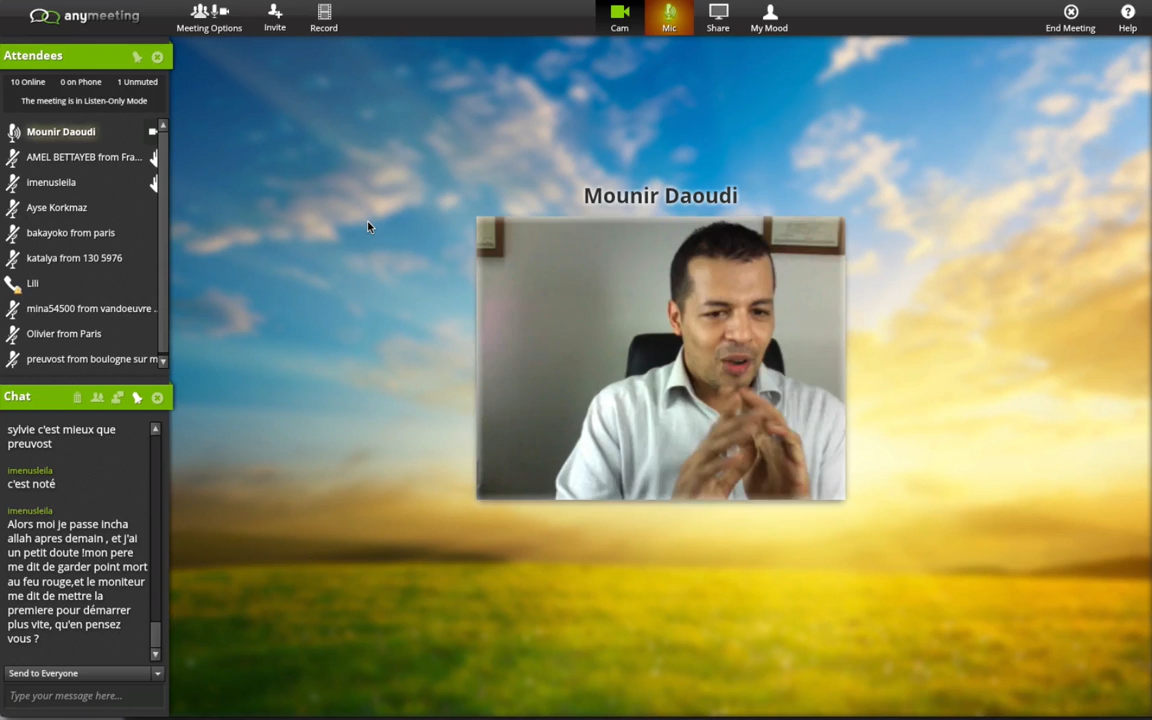 anymeeting
Meeting Options
Invite
Record
Cam
Mic
Share
My Mood
End Meeting
Help
Attendees
10 Online 0 on Phone 1 Unmuted
The meeting is in Listen-Only Mode
Mounir Daoudi
AMEL BETTAYEB from Fra...
imenusleila
Ayse Korkmaz
bakayoko from paris
katalya from 130 5976
Lili
mina54500 from vandoeuvre ..
Olivier from Paris
preuvost from boulogne sur m
Mounir Daoudi
Chat
sylvie c'est mieux que
preuvost
imenusleila
c'est noté
imenusleila
Alors moi je passe incha
allah apres demain , et j'ai
un petit doute !mon pere
me dit de garder point mort
au feu rouge,et le moniteur
me dit de mettre la
premiere pour démarrer
plus vite, qu'en pensez
vous ?
Send to Everyone
Type your message here...